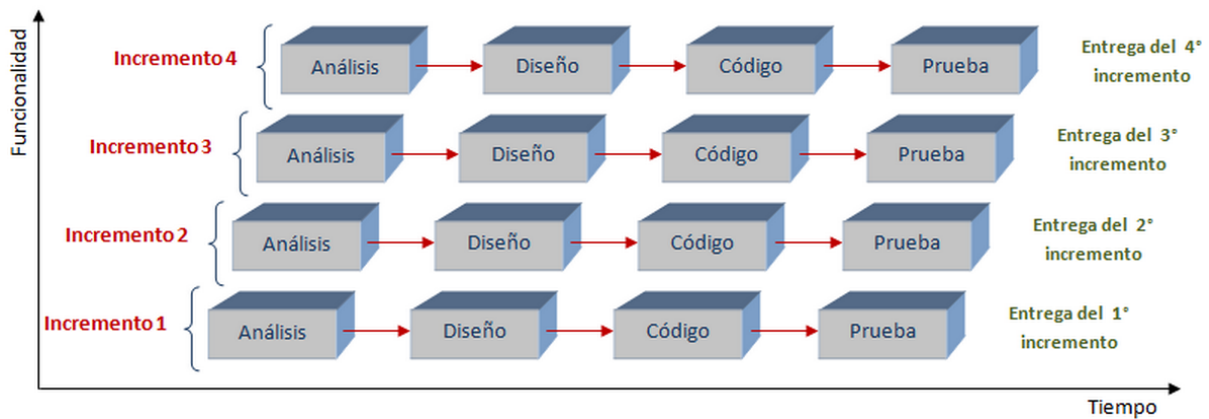 Funcionalidad
Incremento 4
Análisis
Diseño
Código
Prueba
Entrega del 4°
incremento
Incremento 3
Análisis
Diseño
Código
Prueba
Entrega del 3°
incremento
Incremento 2
Análisis
Diseño
Código
Prueba
Entrega del 2°
incremento
Incremento 1
Análisis
Diseño
Código
Prueba
Entrega del 1°
incremento
Tiempo